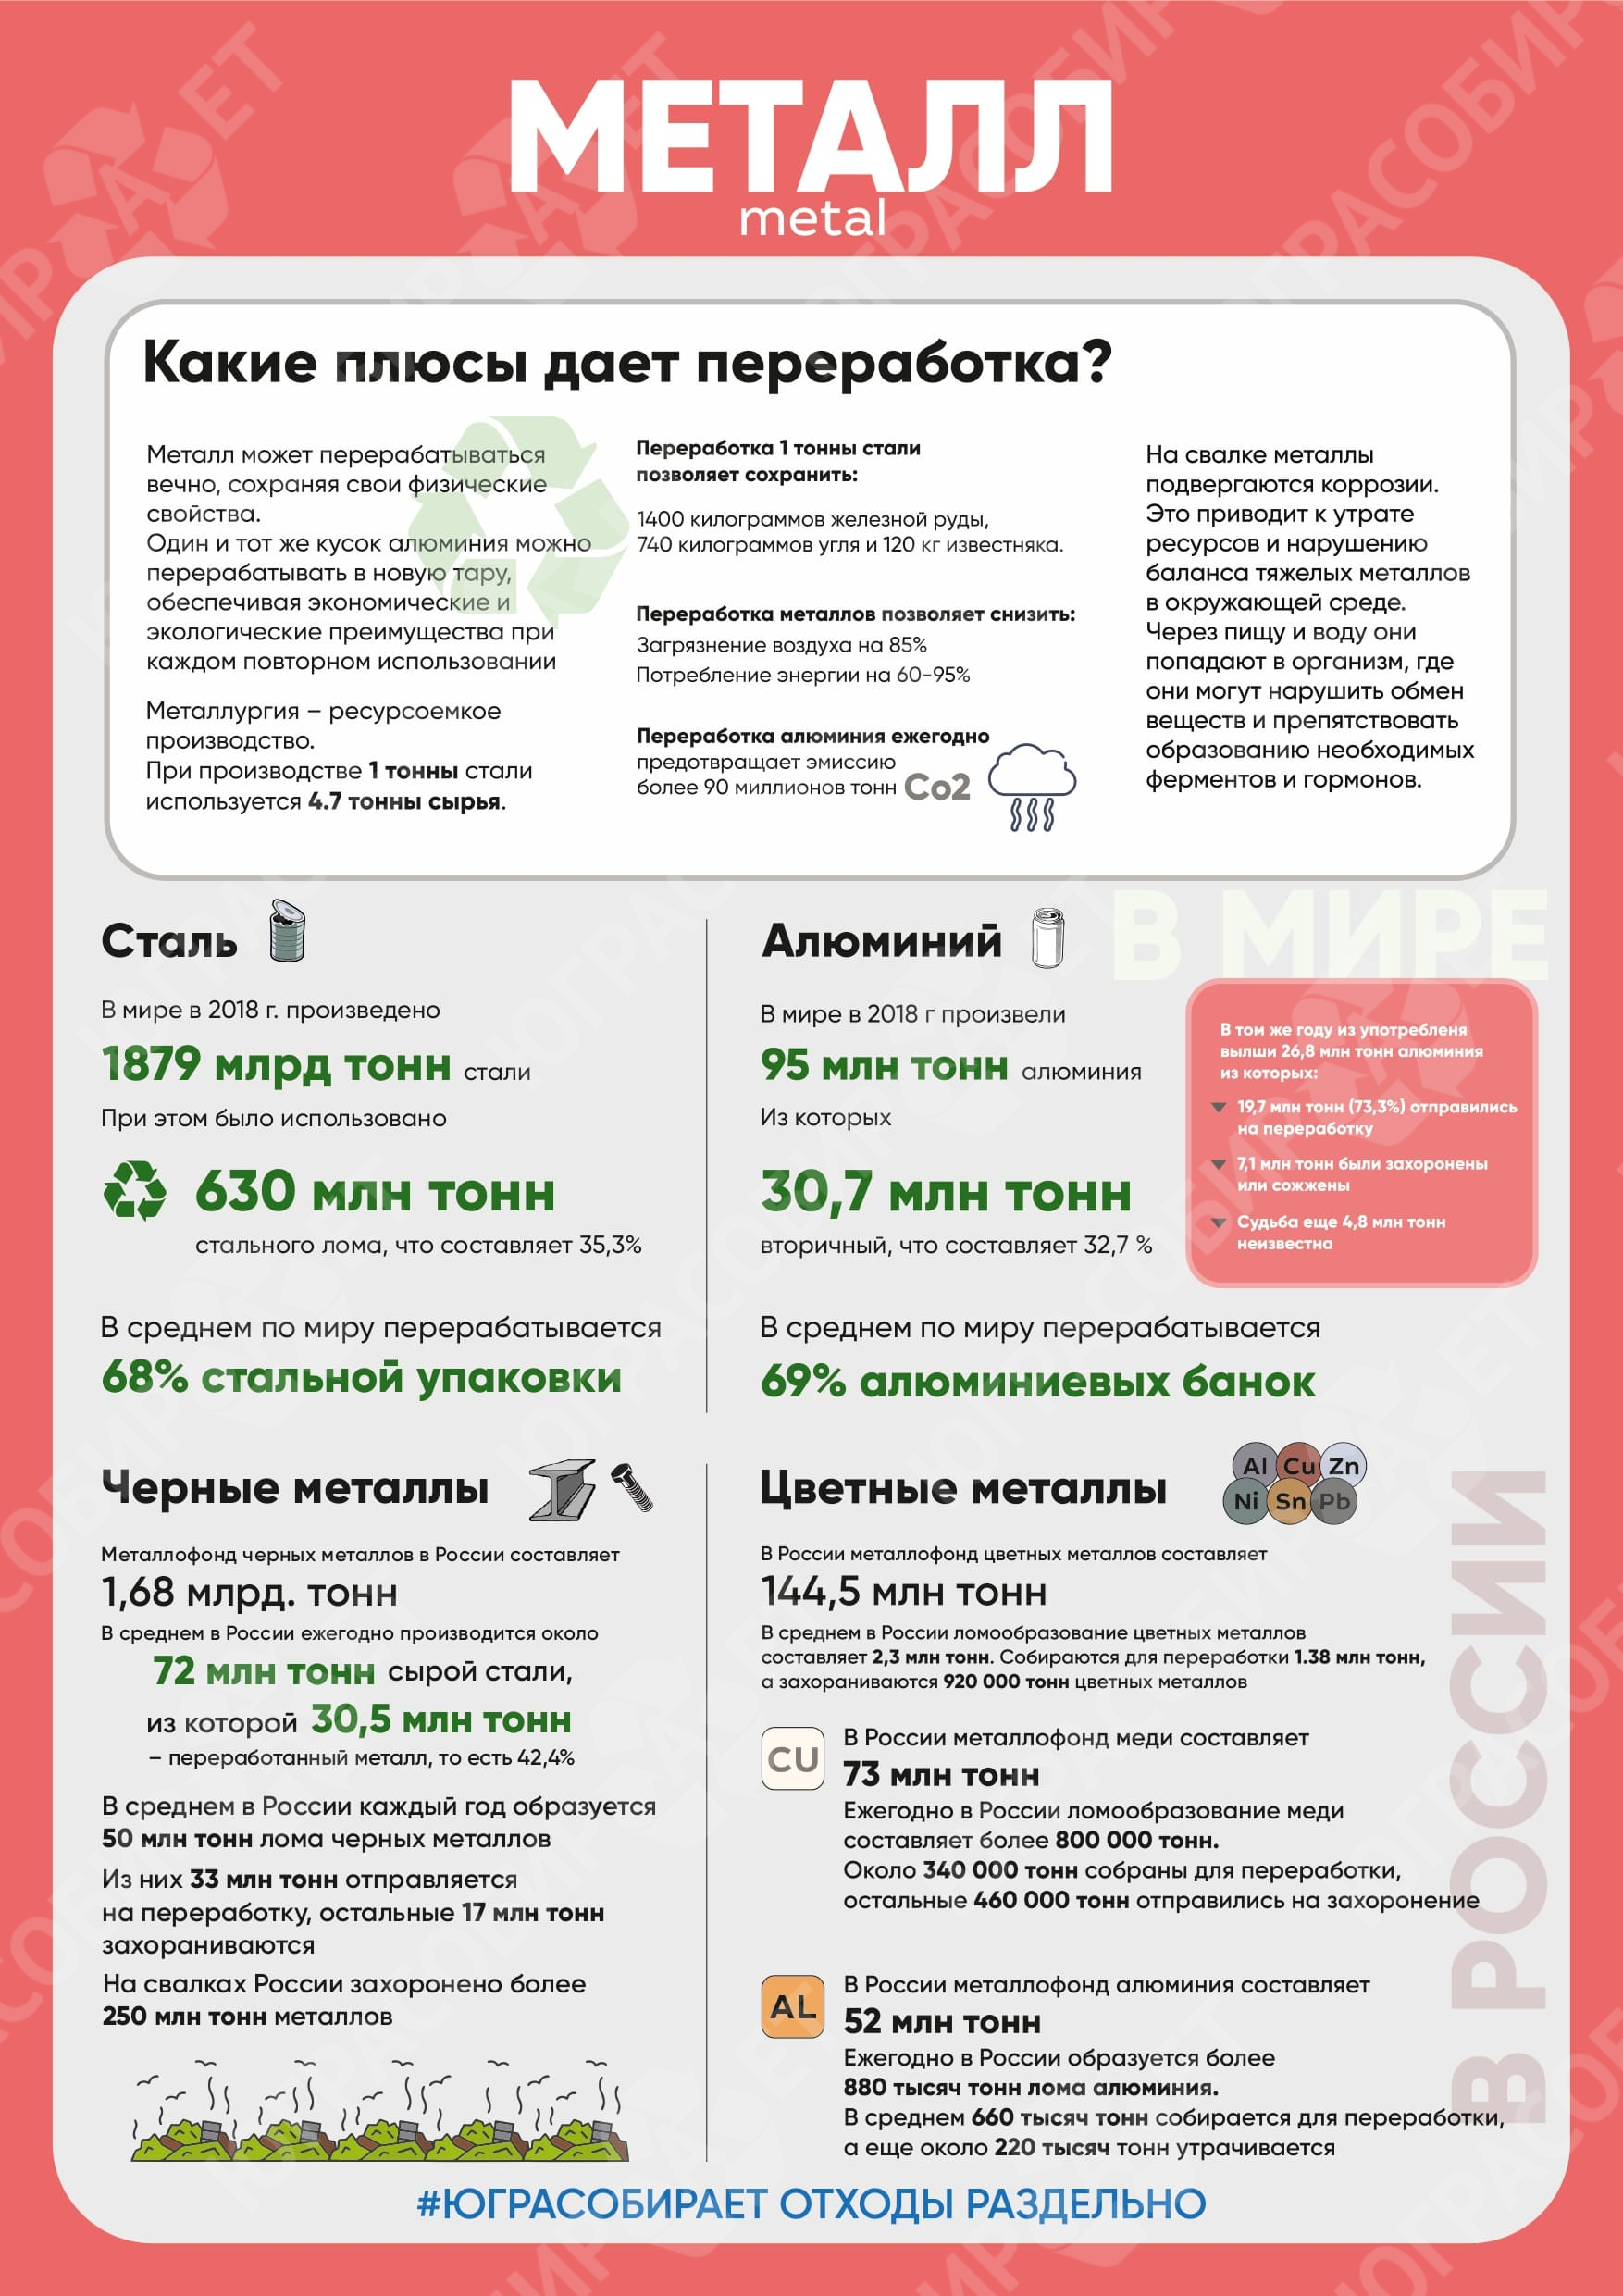 МЕТАЛЛ
metal
Какие плюсы дает переработка?
Металл может перерабатываться
вечно, сохраняя свои физические
свойства.
Один и тот же кусок алюминия можно
перерабатывать в новую тару,
обеспечивая экономические и
экологические преимущества при
каждом повторном использовании
Металлургия – ресурсоемкое
производство.
При производстве 1 тонны стали
используется 4.7 тонны сырья.
Переработка 1 тонны стали
позволяет сохранить:
1400 килограммов железной руды,
740 килограммов угля и 120 кг известняка.
Переработка металлов позволяет снизить:
Загрязнение воздуха на 85%
Потребление энергии на 60-95%
Переработка алюминия ежегодно
предотвращает эмиссию
более 90 миллионов тонн Co2
На свалке металлы
подвергаются коррозии.
Это приводит к утрате
ресурсов и нарушению
баланса тяжелых металлов
в окружающей среде.
Через пищу и воду они
попадают в организм, где
они могут нарушить обмен
веществ и препятствовать
образованию необходимых
ферментов и гормонов.
В МИРЕ
Сталь
В мире в 2018 г. произведено
1879 млрд тонн стали
При этом было использовано
630 млн тонн
стального лома, что составляет 35,3%
В среднем по миру перерабатывается
68% стальной упаковки
Алюминий
В мире в 2018 г произвели
95 млн тонн алюминия
Из которых
30,7 млн тонн
вторичный, что составляет 32,7 %
В среднем по миру перерабатывается
69% алюминиевых банок
В том же году из употребленя
вылши 26,8 млн тонн алюминия
из которых:
19,7 млн тонн (73,3%) отправились
на переработку
7,1 млн тонн были захоронены
или сожжены
Судьба еще 4,8 млн тонн
неизвестна
Черные металлы
Металлофонд черных металлов в России составляет
1,68 млрд. тонн
В среднем в России ежегодно производится около
72 млн тонн сырой стали,
из которой 30,5 млн тонн
– переработанный металл, то есть 42,4%
В среднем в России каждый год образуется
50 млн тонн лома черных металлов
Из них 33 млн тонн отправляется
на переработку, остальные 17 млн тонн
захораниваются
На свалках России захоронено более
250 млн тонн металлов
Цветные металлы
Al Cu Zn
Ni Sn Pb
В России металлофонд цветных металлов составляет
144,5 млн тонн
В среднем в России ломообразование цветных металлов
составляет 2,3 млн тонн. Собираются для переработки 1.38 млн тонн,
а захораниваются 920 000 тонн цветных металлов
CU
В России металлофонд меди составляет
73 млн тонн
Ежегодно в России ломообразование меди
составляет более 800 000 тонн.
Около 340 000 тонн собраны для переработки,
остальные 460 000 тонн отправились на захоронение
AL
В России металлофонд алюминия составляет
52 млн тонн
Ежегодно в России образуется более
880 тысяч тонн лома алюминия.
В среднем 660 тысяч тонн собирается для переработки,
а еще около 220 тысяч тонн утрачивается
В РОССИИ
#ЮГРАСОБИРАЕТ ОТХОДЫ РАЗДЕЛЬНО